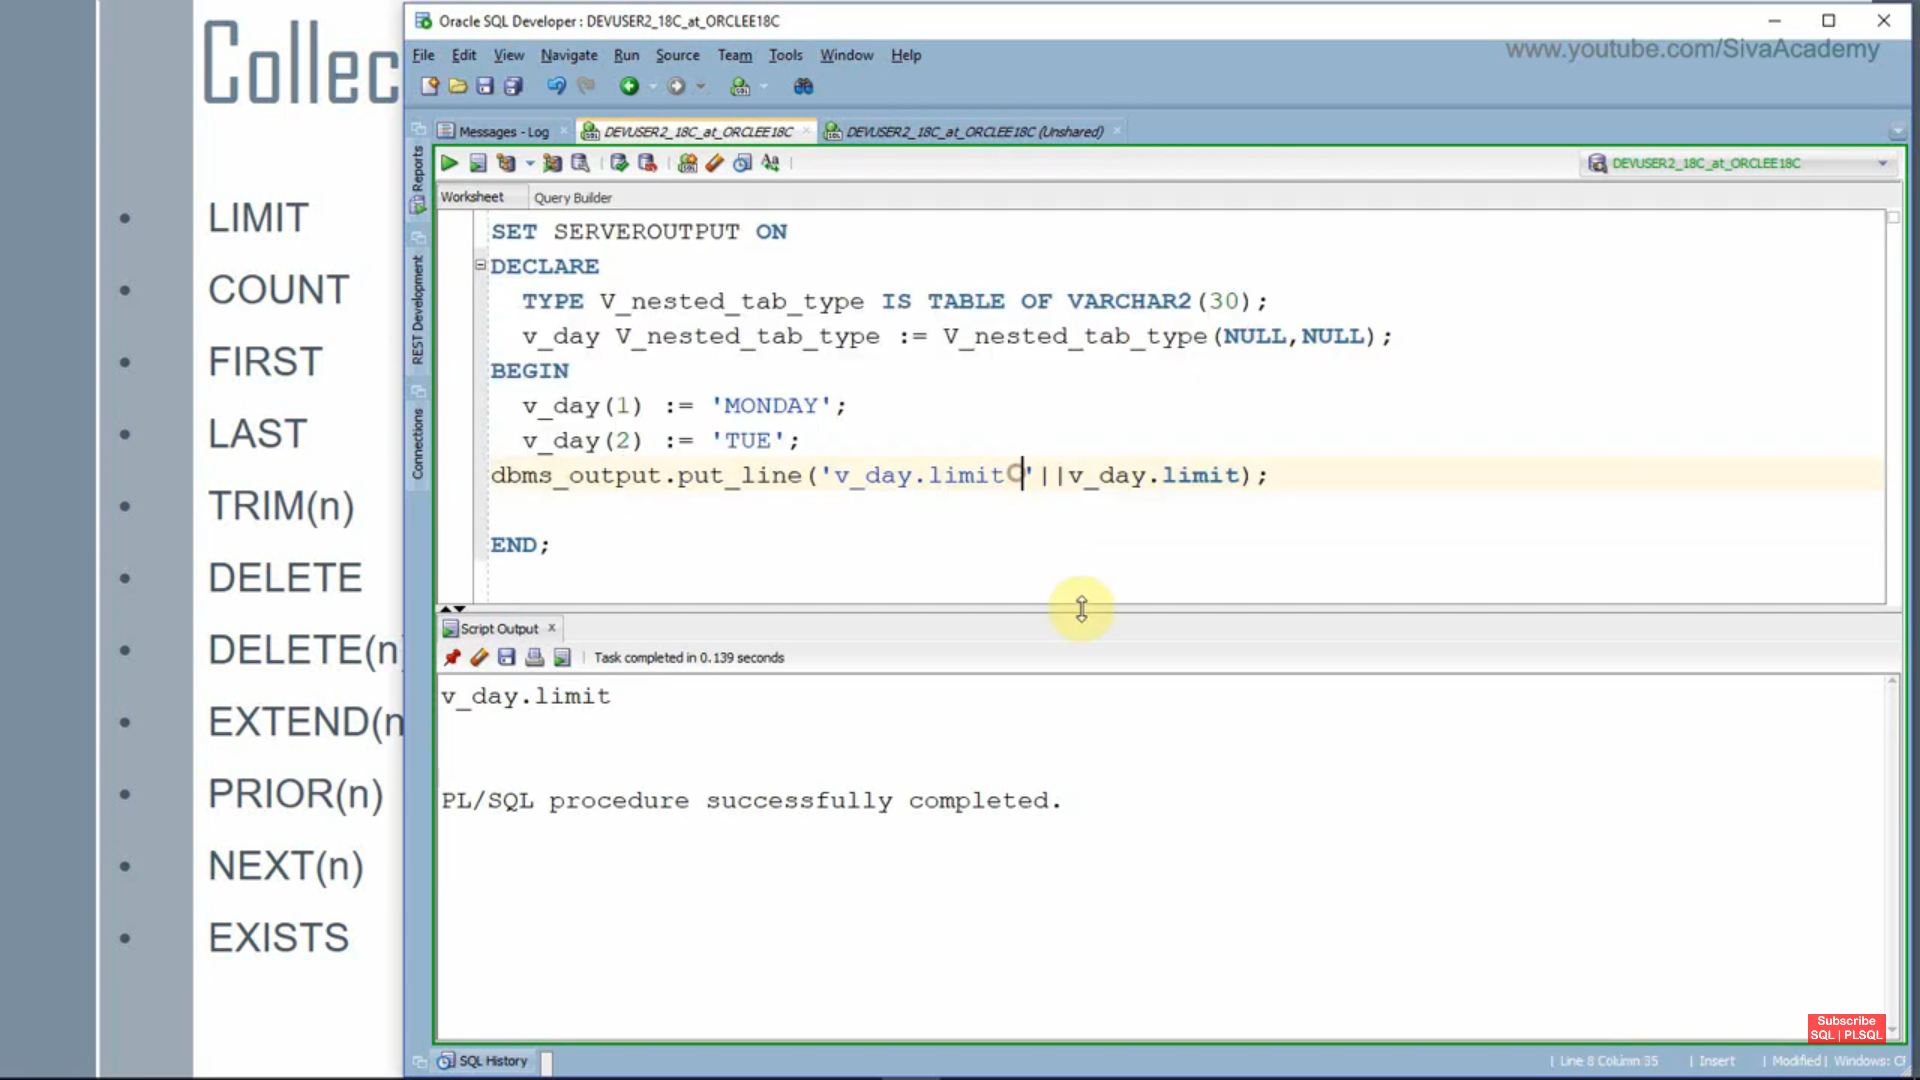 Collec
• LIMIT
• COUNT
• FIRST
• LAST
• TRIM(n)
• DELETE
• DELETE(n)
• EXTEND(n
• PRIOR(n)
• NEXT(n)
• EXISTS
Oracle SQL Developer : DEVUSER2_18C_at_ORCLEE18C
www.youtube.com/SivaAcademy
File Edit View Navigate Run Source Team Tools Window Help
Messages - Log
DEVUSER2_18C_at_ORCLEE18C
DEVUSER2_18C_at_ORCLEE18C (Unshared)
Reports
REST Development
Connections
DEVUSER2_18C_at_ORCLEE18C
Worksheet Query Builder
SET SERVEROUTPUT ON
DECLARE
TYPE V_nested_tab_type IS TABLE OF VARCHAR2(30);
v_day V_nested_tab_type := V_nested_tab_type(NULL,NULL);
BEGIN
v_day(1) := 'MONDAY';
v_day(2) := 'TUE';
dbms_output.put_line('v_day.limit '||v_day.limit);
END;
Script Output
Task completed in 0.139 seconds
v_day.limit
PL/SQL procedure successfully completed.
Subscribe
SQL | PLSQL
SQL History
Line 8 Column 35 | Insert | Modified | Windows: C